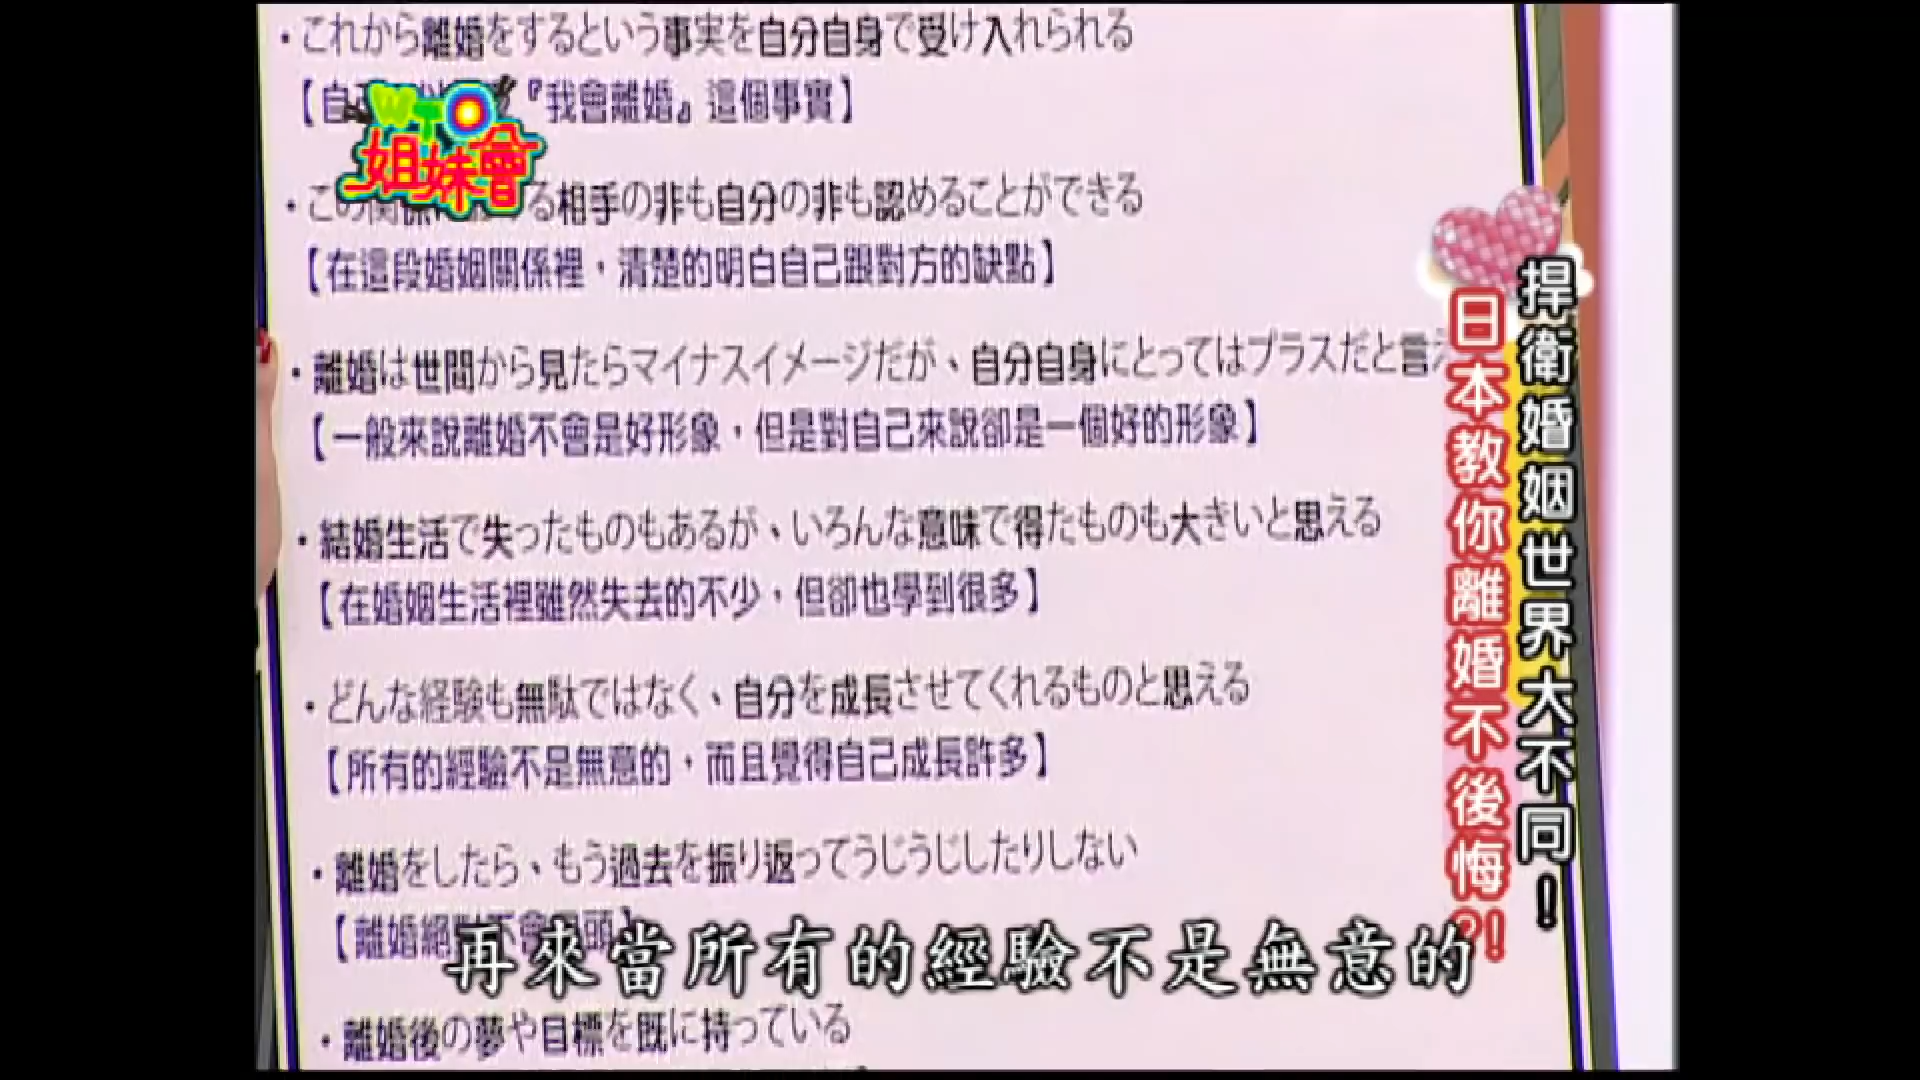 ・これから離婚をするという事実を自分自身で受け入れられる
【自 『我會離婚』這個事實】
WTO
姐妹會
・この関係 る相手の非も自分の非も認めることができる
【在這段婚姻關係裡，清楚的明白自己跟對方的缺點】
・離婚は世間から見たらマイナスイメージだが、自分自身にとってはプラスだと言え
【一般來說離婚不會是好形象，但是對自己來說卻是一個好的形象】
・結婚生活で失ったものもあるが、いろんな意味で得たものも大きいと思える
【在婚姻生活裡雖然失去的不少，但卻也學到很多】
・どんな経験も無駄ではなく、自分を成長させてくれるものと思える
【所有的經驗不是無意的，而且覺得自己成長許多】
・離婚をしたら、もう過去を振り返ってうじうじしたりしない
【離婚絕對不會回頭】
・離婚後の夢や目標を既に持っている
捍衛婚姻世界大不同！
日本教你離婚不後悔?!
再來當所有的經驗不是無意的